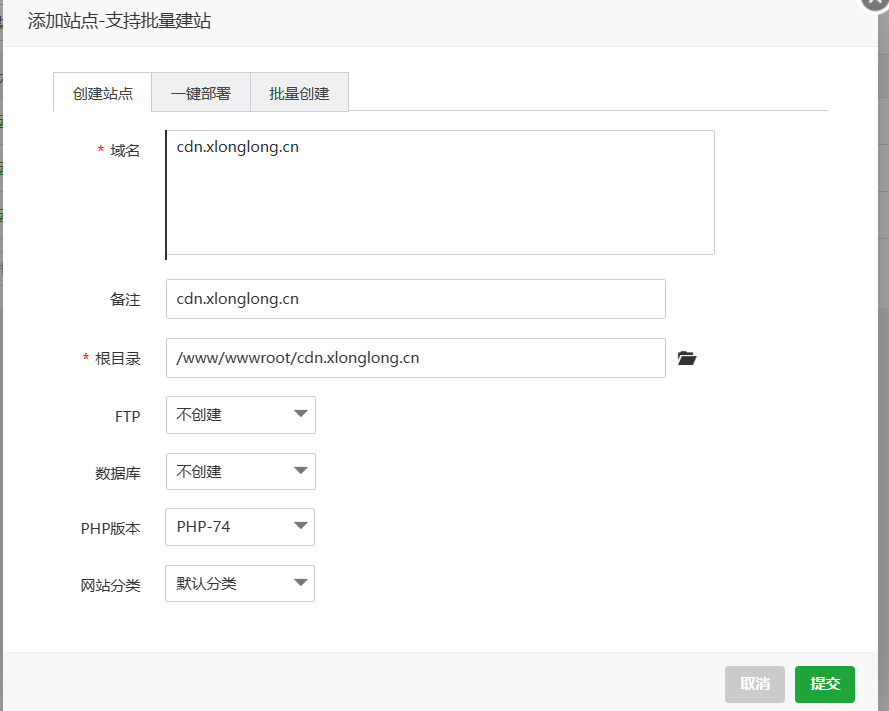 添加站点-支持批量建站
创建站点 一键部署 批量创建
* 域名 cdn.xlonglong.cn
备注 cdn.xlonglong.cn
* 根目录 /www/wwwroot/cdn.xlonglong.cn
FTP 不创建
数据库 不创建
PHP版本 PHP-74
网站分类 默认分类
取消 提交